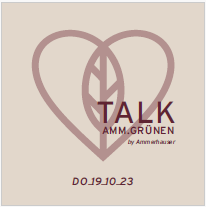 TALK
AMM.GRÜNEN
by Ammerhauser
DO.19.10.23